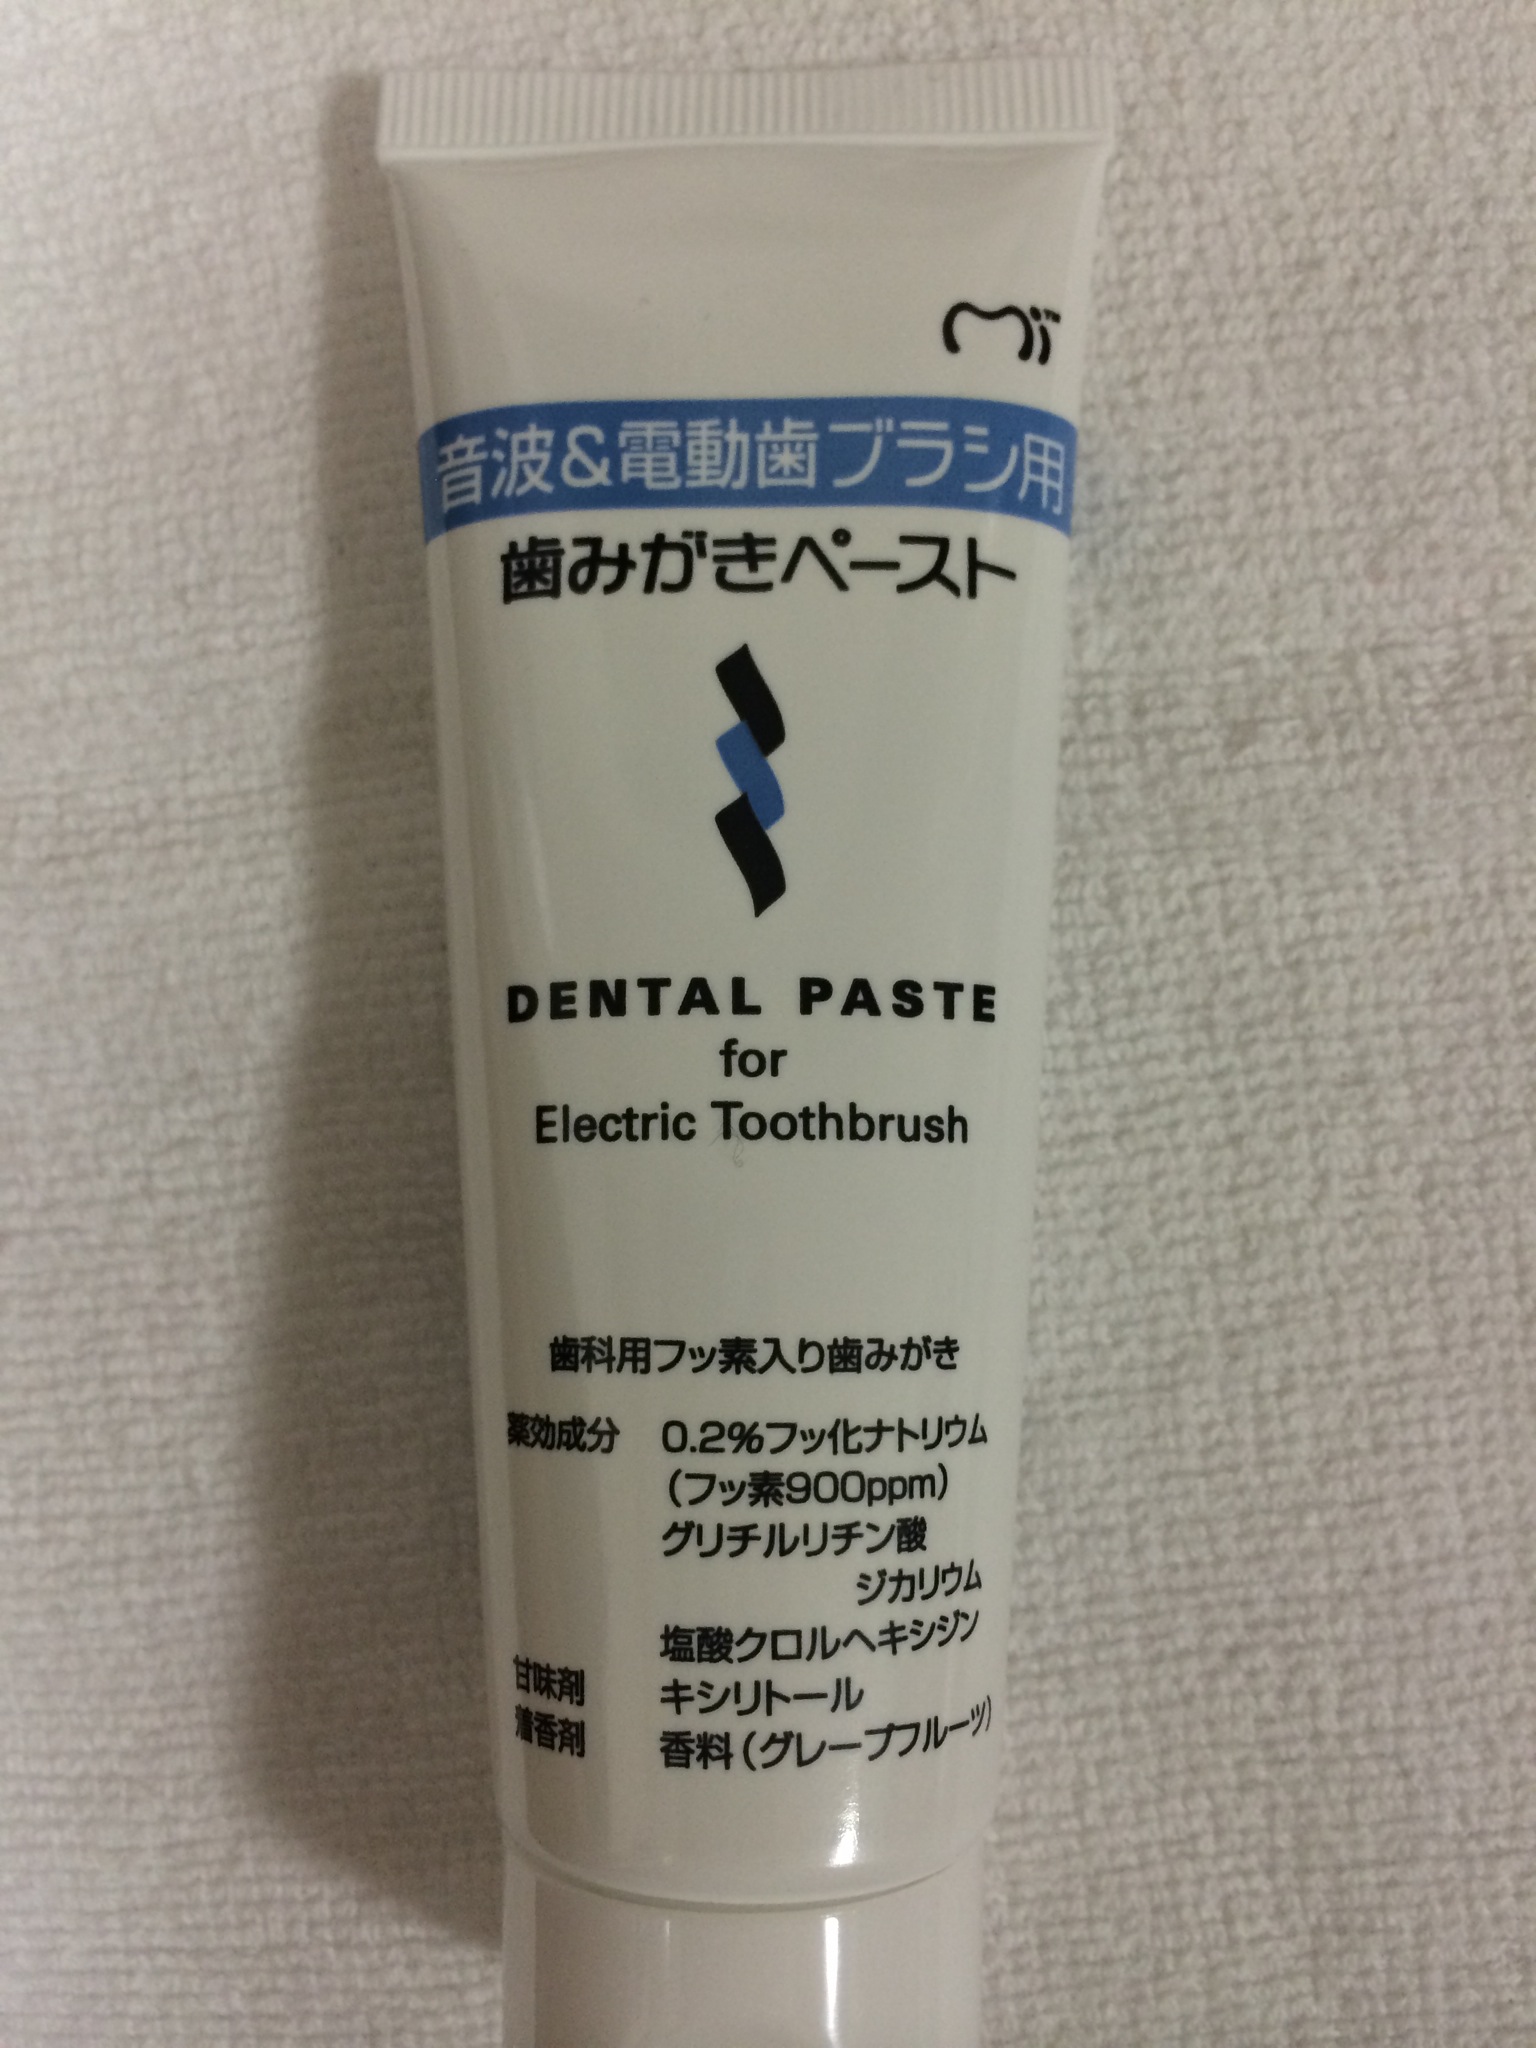 Mii™
音波&電動歯ブラシ用
歯みがきペースト
DENTAL PASTE
for
Electric Toothbrush
歯科用フッ素入り歯みがき
薬効成分 0.2%フッ化ナトリウム
(フッ素900ppm)
グリチルリチン酸
ジカリウム
塩酸クロルヘキシジン
甘味剤 キシリトール
着香剤 香料(グレープフルーツ)